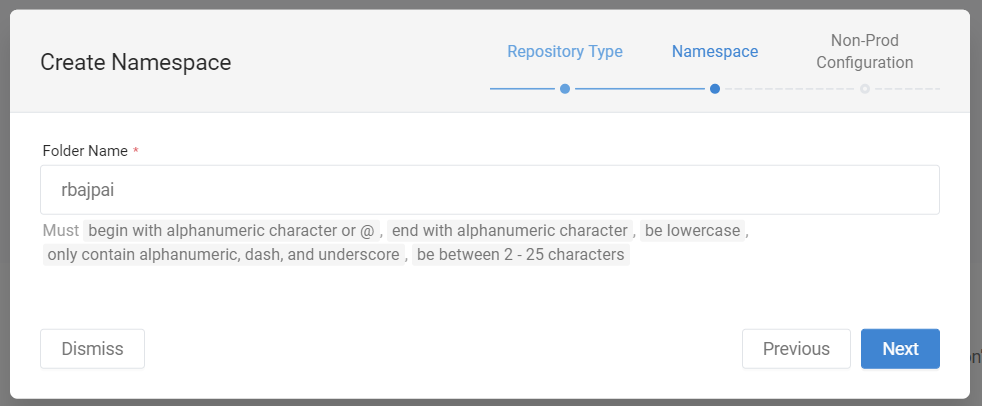 Create Namespace
Repository Type
Namespace
Non-Prod
Configuration
Folder Name *
rbajpai
Must begin with alphanumeric character or @ , end with alphanumeric character , be lowercase ,
only contain alphanumeric, dash, and underscore , be between 2 - 25 characters
Dismiss
Previous
Next